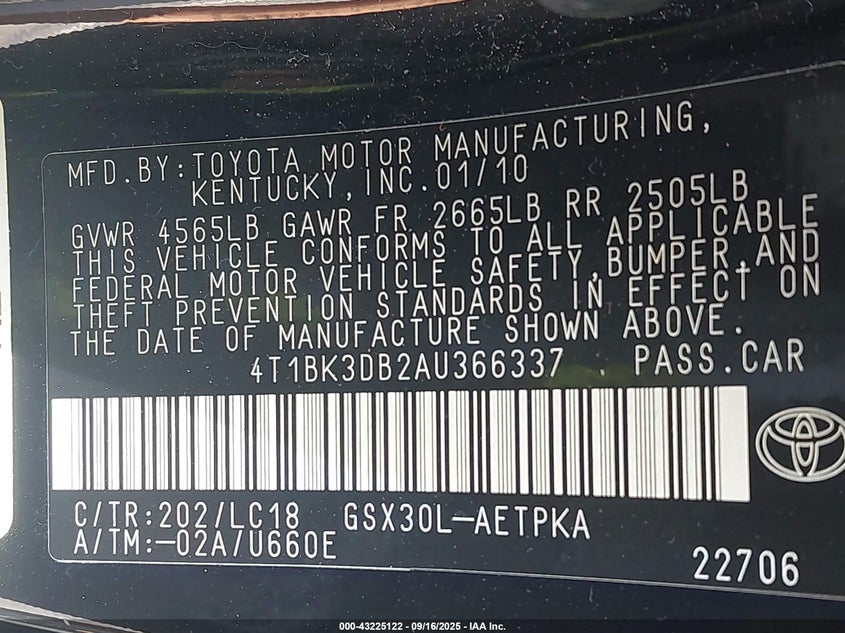 MFD.BY:TOYOTA MOTOR MANUFACTURING,
KENTUCKY,INC.01/10
GVWR 4565LB GAWR FR 2665LB RR 2505LB
THIS VEHICLE CONFORMS TO ALL APPLICABLE
FEDERAL MOTOR VEHICLE SAFETY,BUMPER,AND
THEFT PREVENTION STANDARDS IN EFFECT ON
THE DATE OF MANUFACTURE SHOWN ABOVE.
4T1BK3DB2AU366337 . PASS.CAR
C/TR:202/LC18 GSX30L-AETPKA
A/TM:-02A/U660E
22706
000-43225122 - 09/16/2025 - IAA Inc.